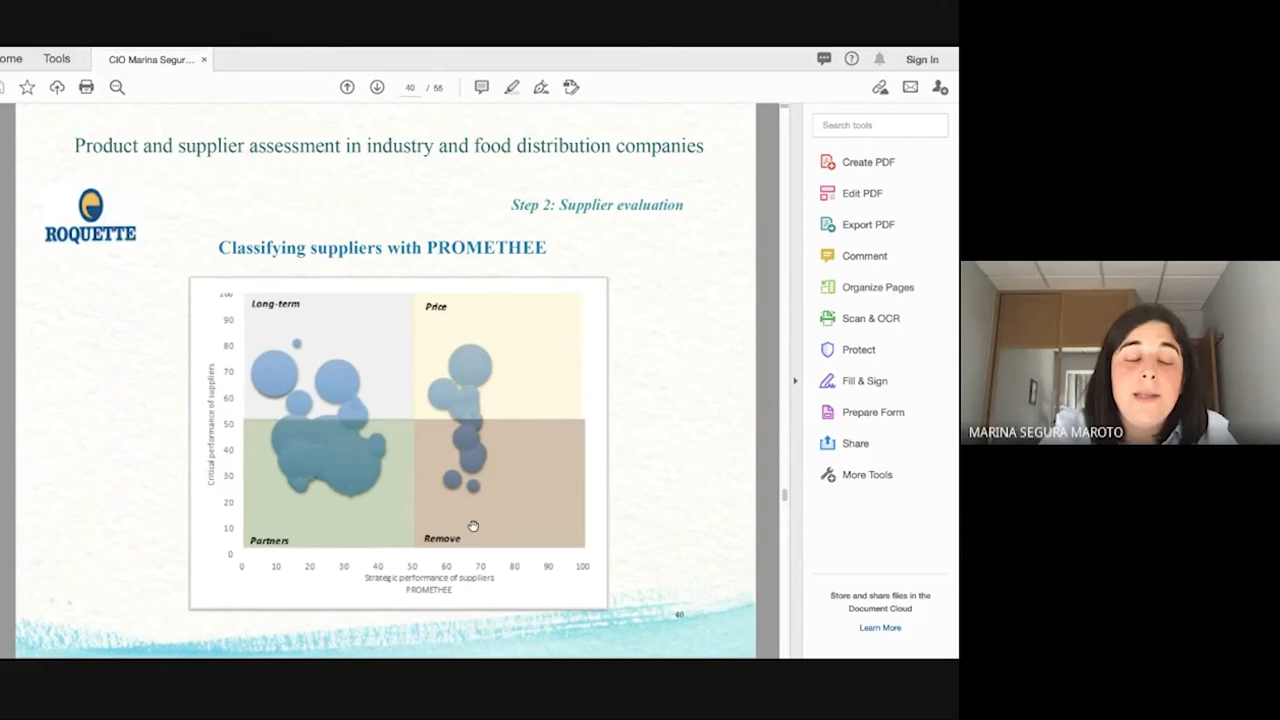 ome Tools CIO Marina Segur... × Sign In
40 / 55
Product and supplier assessment in industry and food distribution companies
ROQUETTE
Step 2: Supplier evaluation
Classifying suppliers with PROMETHEE
Long-term
Price
Partners
Remove
100
90
80
70
60
50
40
30
20
10
0
Critical performance of suppliers
0 10 20 30 40 50 60 70 80 90 100
Strategic performance of suppliers
PROMETHEE
40
Search tools
Create PDF
Edit PDF
Export PDF
Comment
Organize Pages
Scan & OCR
Protect
Fill & Sign
Prepare Form
Share
More Tools
Store and share files in the
Document Cloud
Learn More
MARINA SEGURA MAROTO